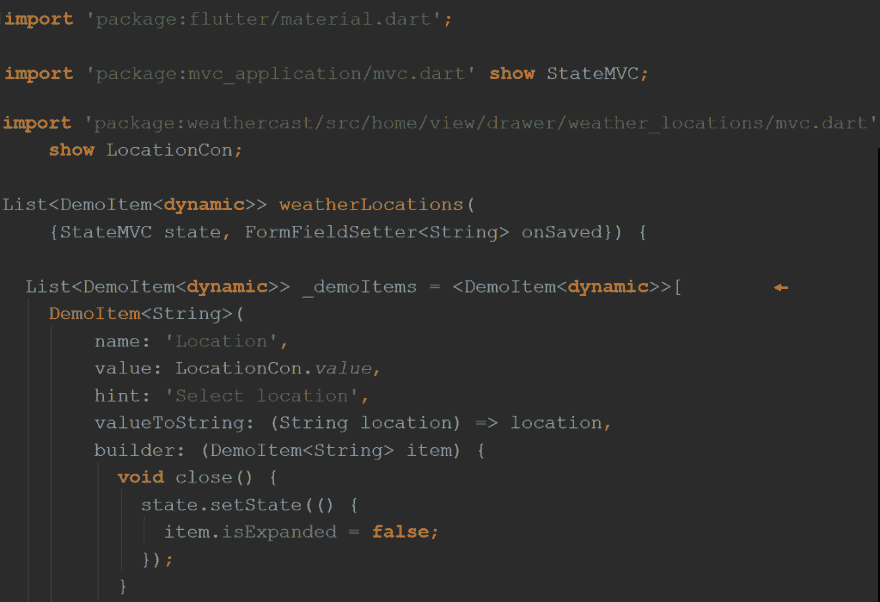 import 'package:flutter/material.dart';
import 'package:mvc_application/mvc.dart' show StateMVC;
import 'package:weathercast/src/home/view/drawer/weather_locations/mvc.dart'
    show LocationCon;
List<DemoItem<dynamic>> weatherLocations(
    {StateMVC state, FormFieldSetter<String> onSaved}) {
  List<DemoItem<dynamic>> _demoItems = <DemoItem<dynamic>>[ ←
    DemoItem<String>(
        name: 'Location',
        value: LocationCon.value,
        hint: 'Select location',
        valueToString: (String location) => location,
        builder: (DemoItem<String> item) {
          void close() {
            state.setState(() {
              item.isExpanded = false;
            });
          }